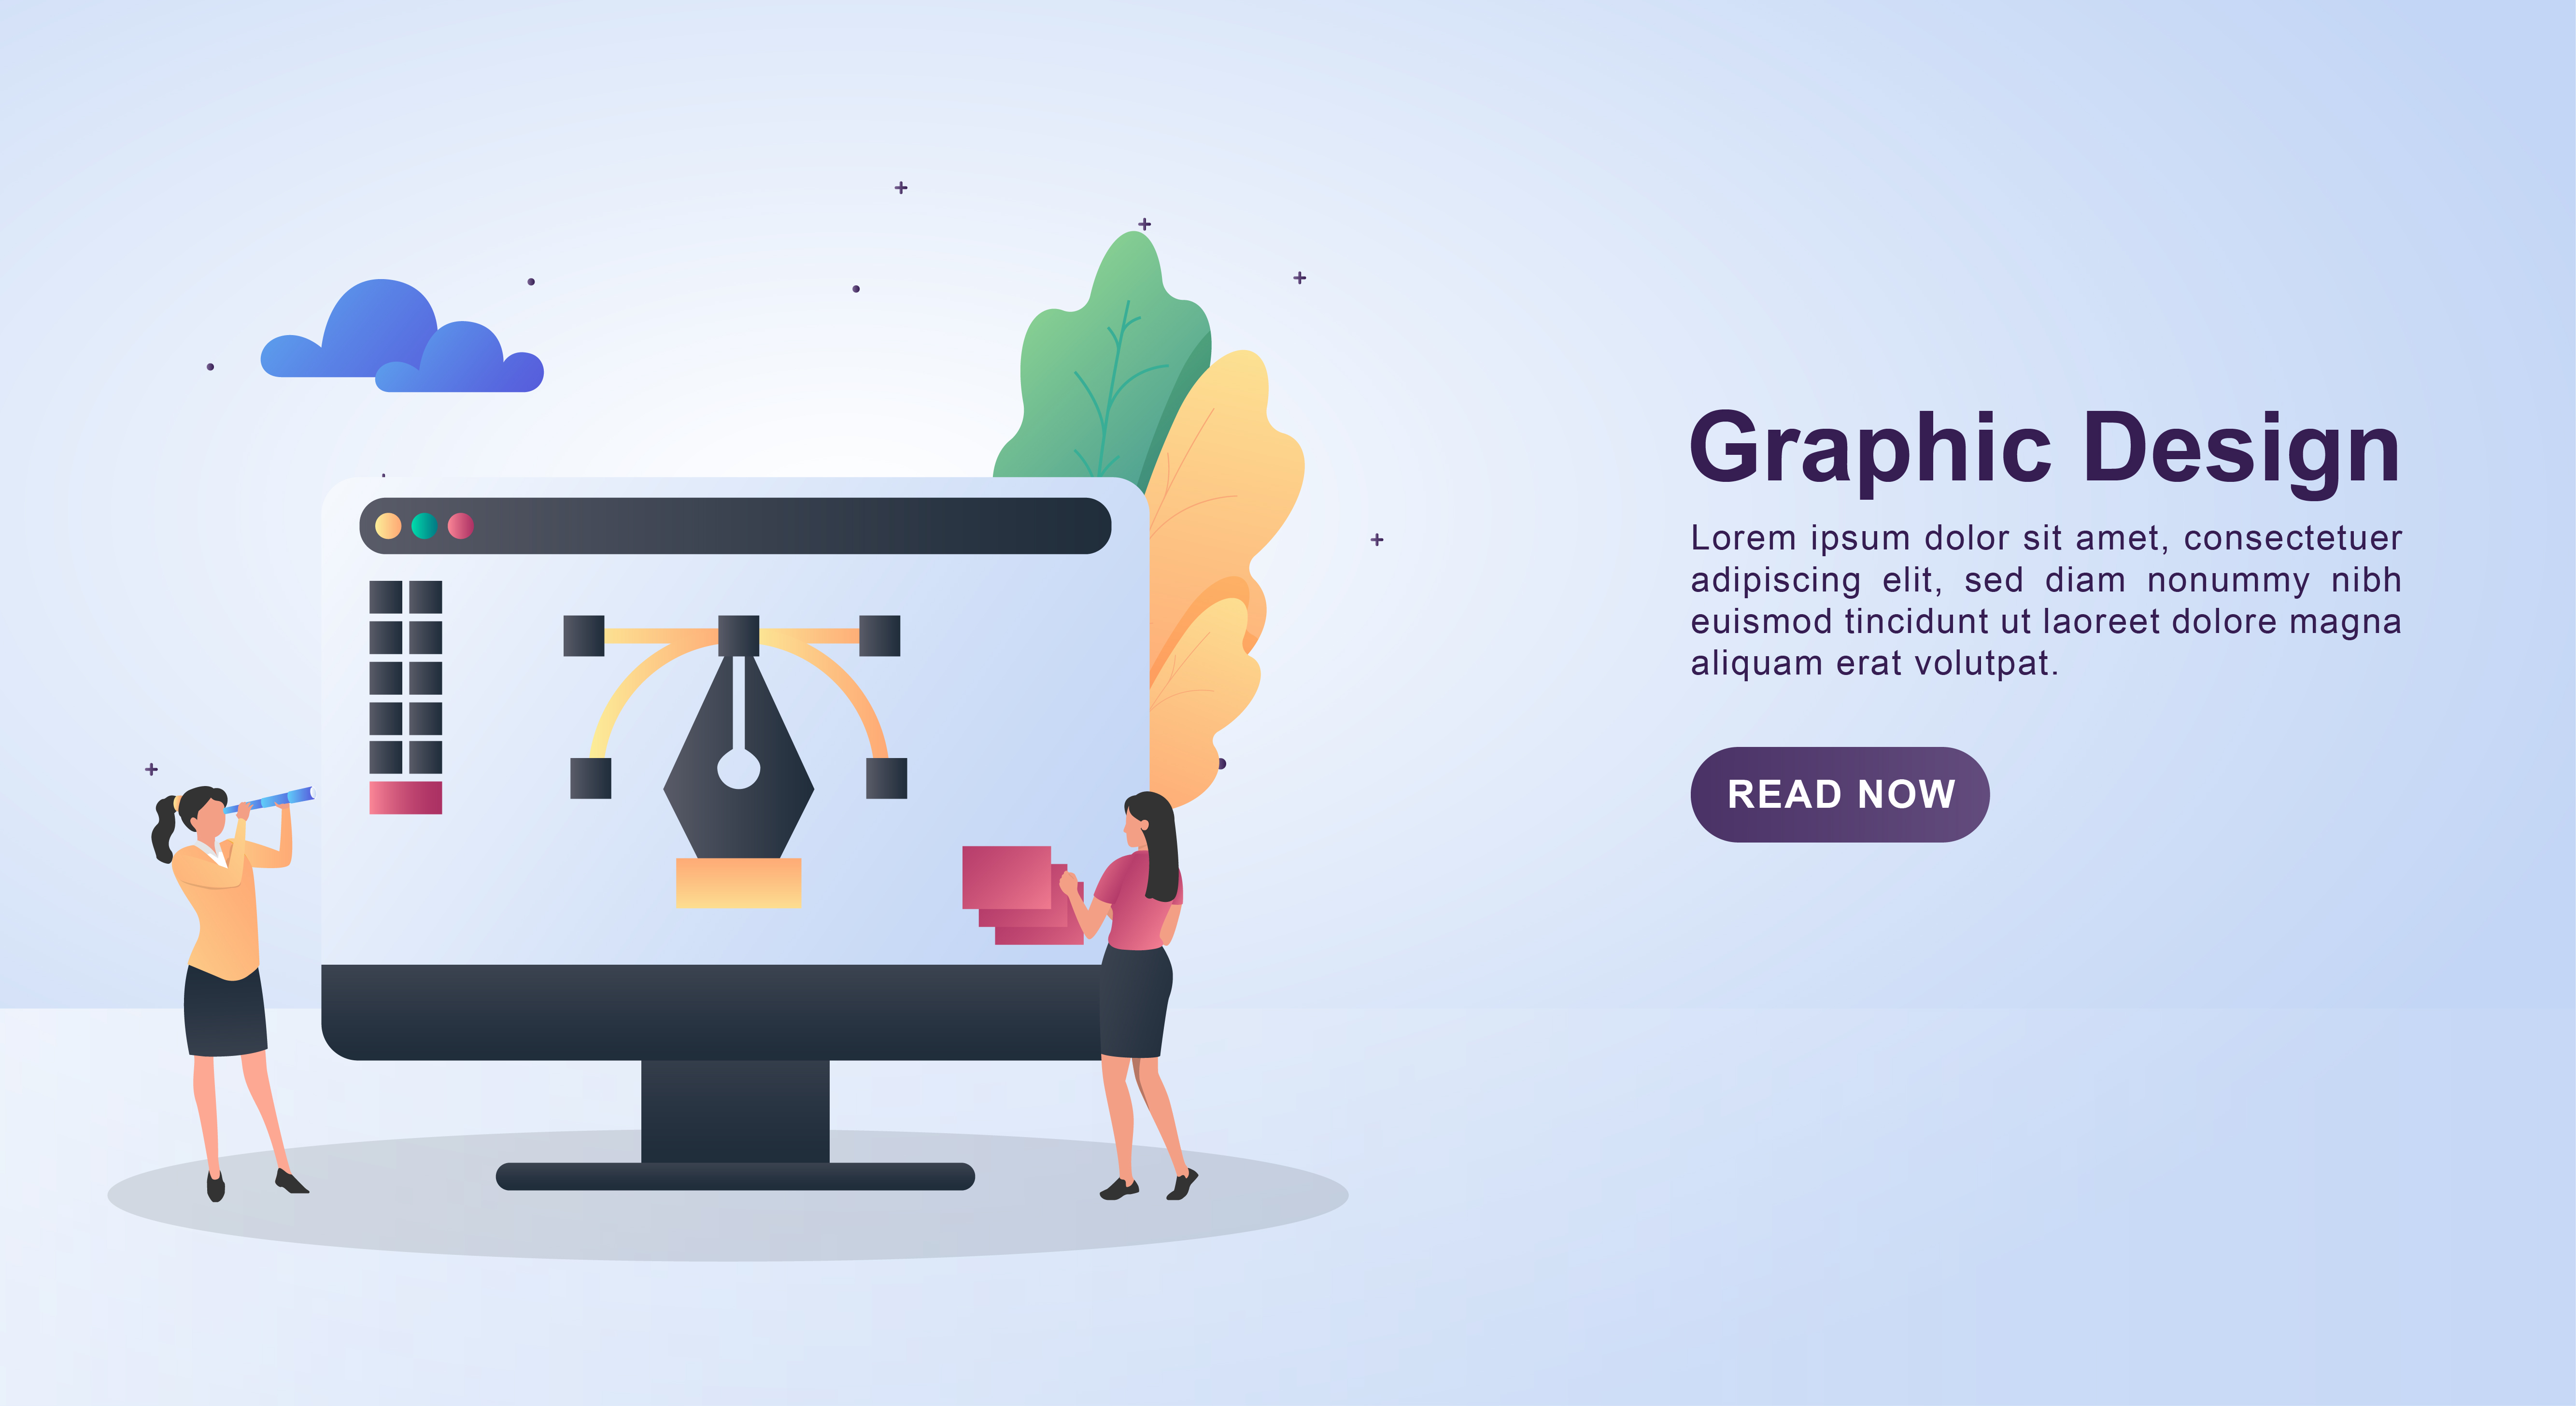 Graphic Design
Lorem ipsum dolor sit amet, consectetuer
adipiscing elit, sed diam nonummy nibh
euismod tincidunt ut laoreet dolore magna
aliquam erat volutpat.
READ NOW